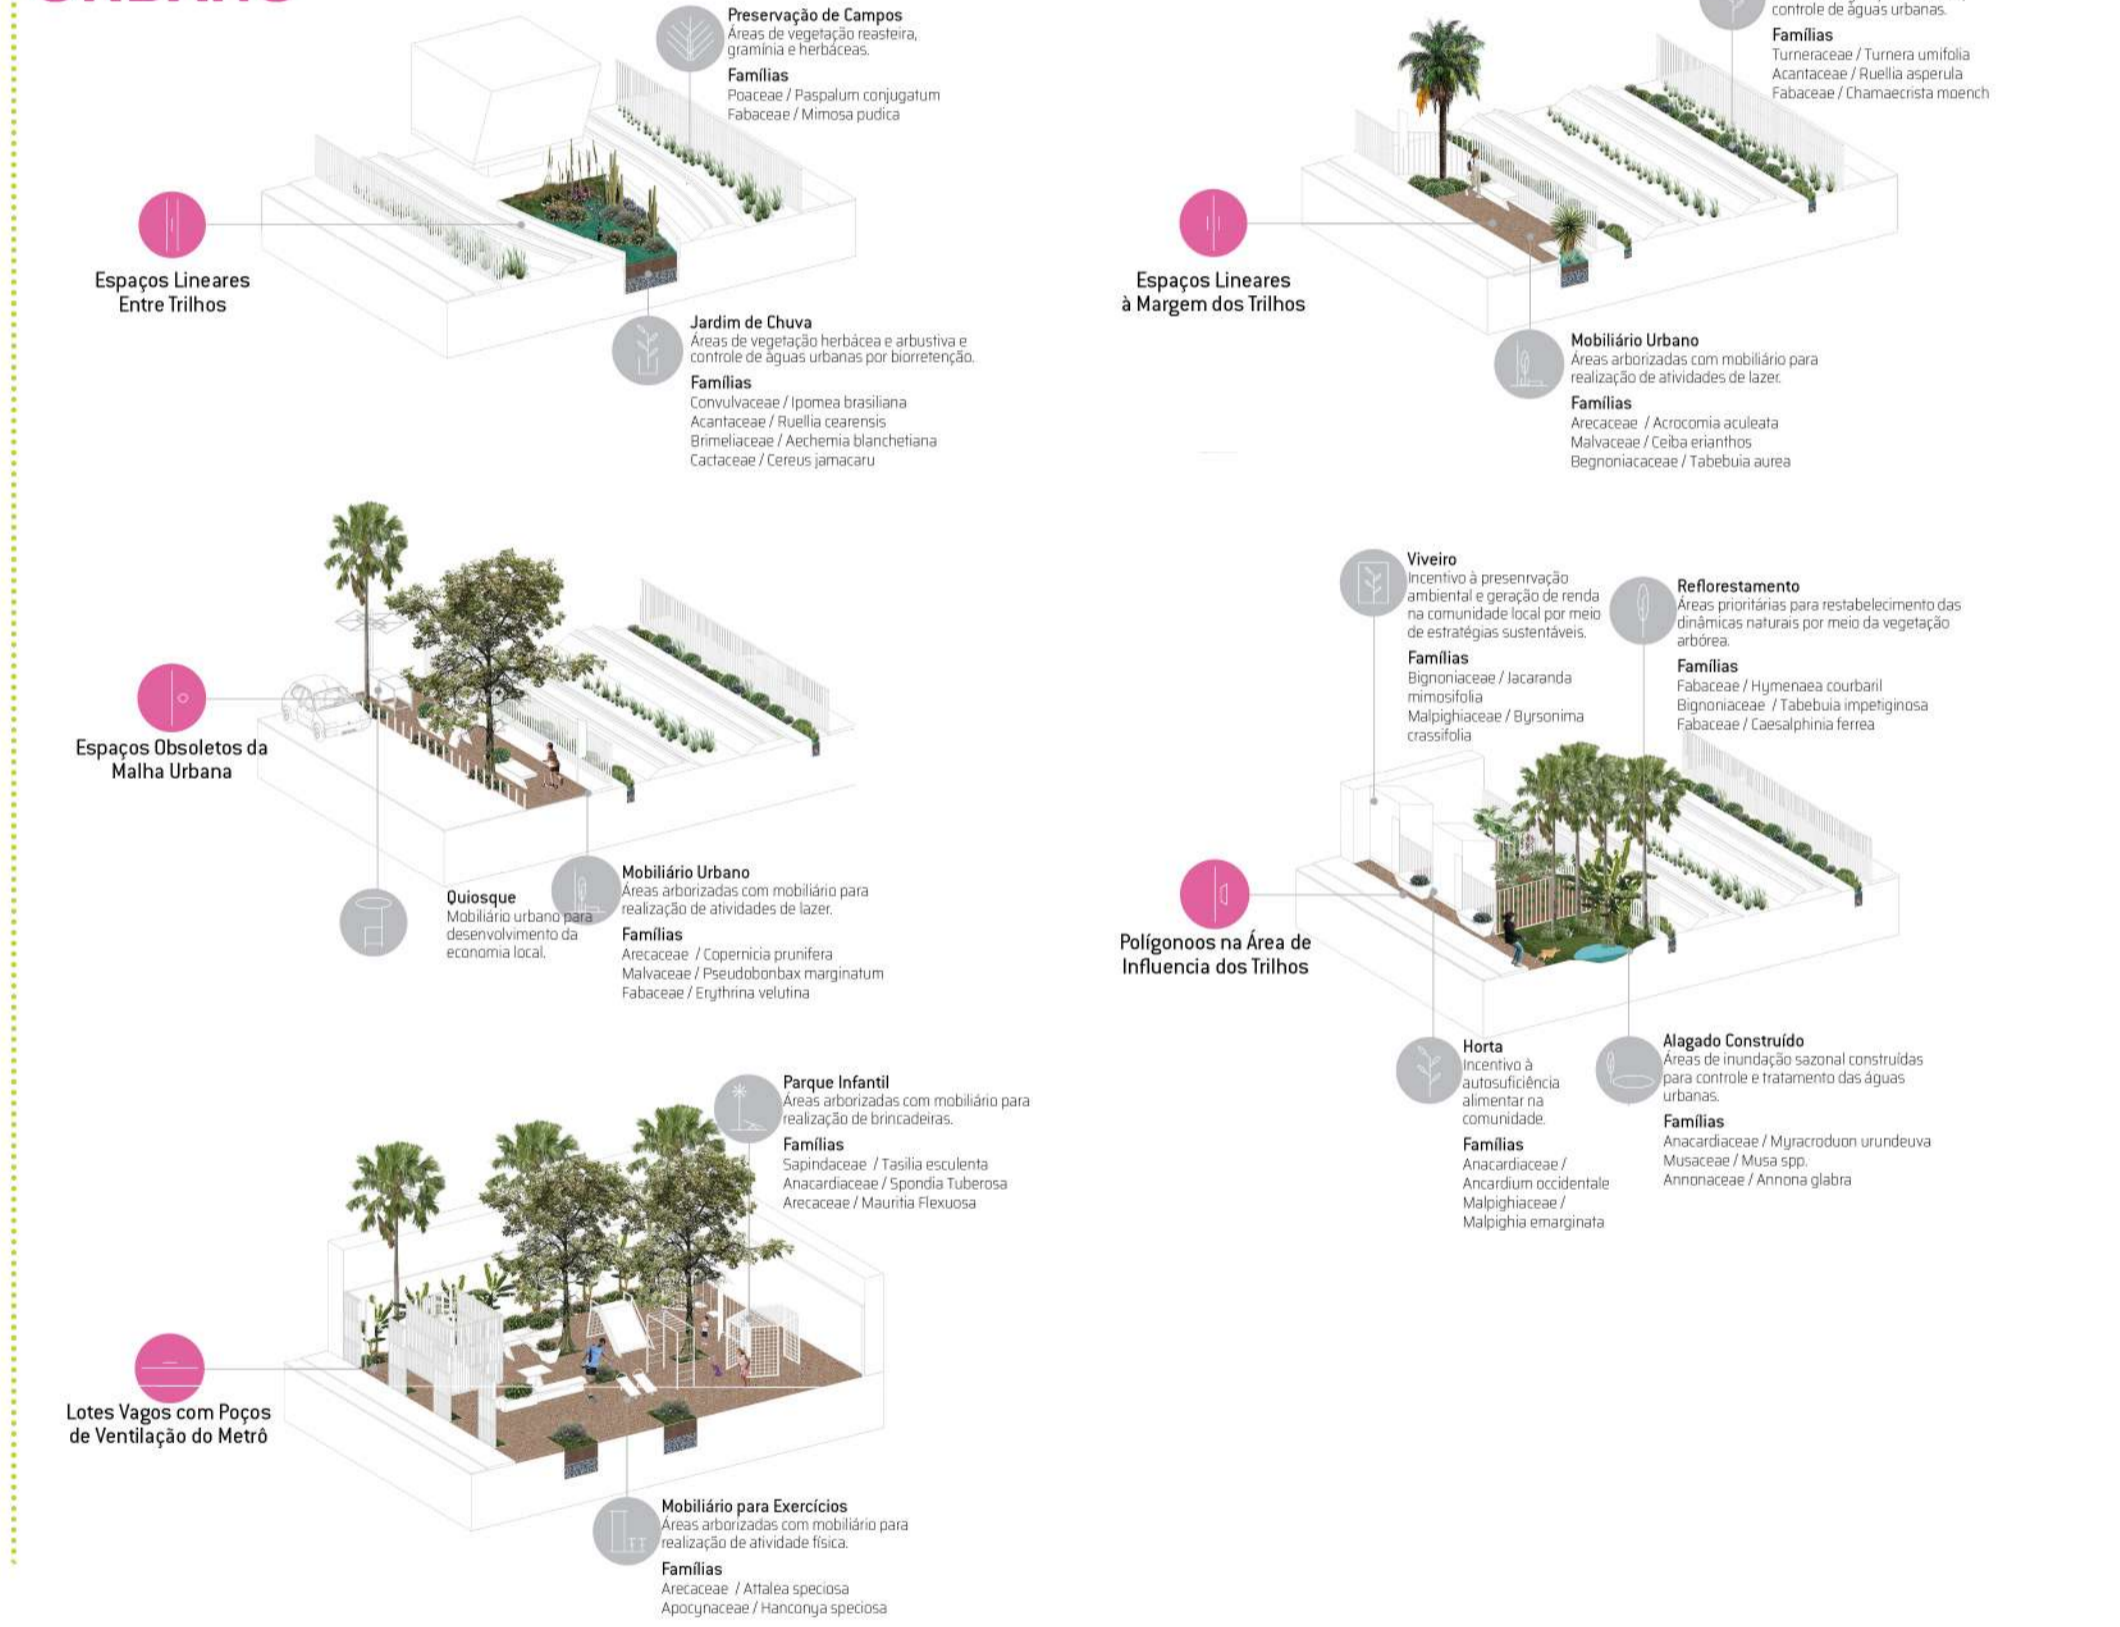 Preservação de Campos
Áreas de vegetação reasteira,
gramínia e herbáceas.
Famílias
Poaceae / Paspalum conjugatum
Fabaceae / Mimosa pudica
Espaços Lineares
Entre Trilhos
Jardim de Chuva
Áreas de vegetação herbácea e arbustiva e
controle de águas urbanas por biorretenção.
Famílias
Convulvaceae / Ipomea brasiliana
Acantaceae / Ruellia cearensis
Brimeliaceae / Aechemia blanchetiana
Cactaceae / Cereus jamacaru
controle de águas urbanas.
Famílias
Turneraceae / Turnera umifolia
Acantaceae / Ruellia asperula
Fabaceae / Chamaecrista moench
Espaços Lineares
à Margem dos Trilhos
Mobiliário Urbano
Áreas arborizadas com mobiliário para
realização de atividades de lazer.
Famílias
Arecaceae / Acrocomia aculeata
Malvaceae / Ceiba erianthos
Begnoniacaceae / Tabebuia aurea
Espaços Obsoletos da
Malha Urbana
Quiosque
Mobiliário urbano para
desenvolvimento da
economia local.
Mobiliário Urbano
Áreas arborizadas com mobiliário para
realização de atividades de lazer.
Famílias
Arecaceae / Copernicia prunifera
Malvaceae / Pseudobonbax marginatum
Fabaceae / Erythrina velutina
Viveiro
Incentivo à presenrvação
ambiental e geração de renda
na comunidade local por meio
de estratégias sustentáveis.
Famílias
Bignoniaceae / Jacaranda
mimosifolia
Malpighiaceae / Byrsonima
crassifolia
Reflorestamento
Áreas prioritárias para restabelecimento das
dinâmicas naturais por meio da vegetação
arbórea.
Famílias
Fabaceae / Hymenaea courbaril
Bignoniaceae / Tabebuia impetiginosa
Fabaceae / Caesalphinia ferrea
Polígonoos na Área de
Influencia dos Trilhos
Horta
Incentivo à
autosuficiência
alimentar na
comunidade.
Famílias
Anacardiaceae /
Ancardium occidentale
Malpighiaceae /
Malpighia emarginata
Alagado Construído
Áreas de inundação sazonal construídas
para controle e tratamento das águas
urbanas.
Famílias
Anacardiaceae / Myracroduon urundeuva
Musaceae / Musa spp.
Annonaceae / Annona glabra
Parque Infantil
Áreas arborizadas com mobiliário para
realização de brincadeiras.
Famílias
Sapindaceae / Tasilia esculenta
Anacardiaceae / Spondia Tuberosa
Arecaceae / Mauritia Flexuosa
Lotes Vagos com Poços
de Ventilação do Metrô
Mobiliário para Exercícios
Áreas arborizadas com mobiliário para
realização de atividade física.
Famílias
Arecaceae / Attalea speciosa
Apocynaceae / Hanconya speciosa